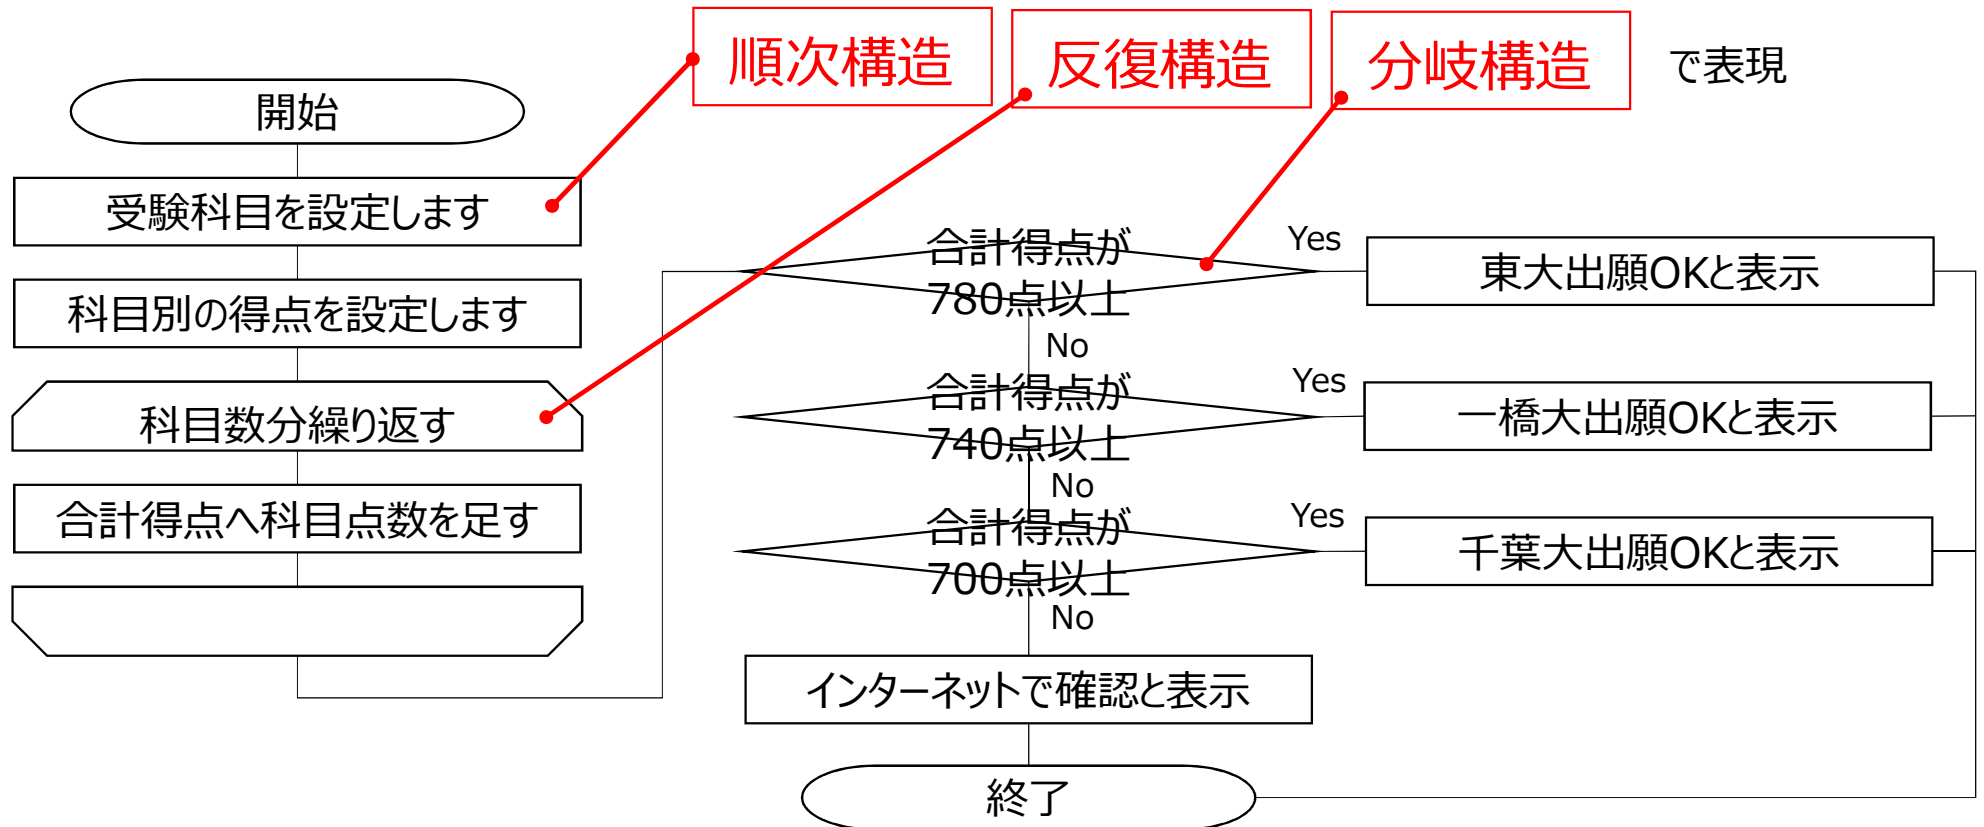 順次構造
反復構造
分岐構造
で表現
開始
受験科目を設定します
科目別の得点を設定します
科目数分繰り返す
合計得点へ科目点数を足す
合計得点が
780点以上
Yes
東大出願OKと表示
No
合計得点が
740点以上
Yes
一橋大出願OKと表示
No
合計得点が
700点以上
Yes
千葉大出願OKと表示
No
インターネットで確認と表示
終了